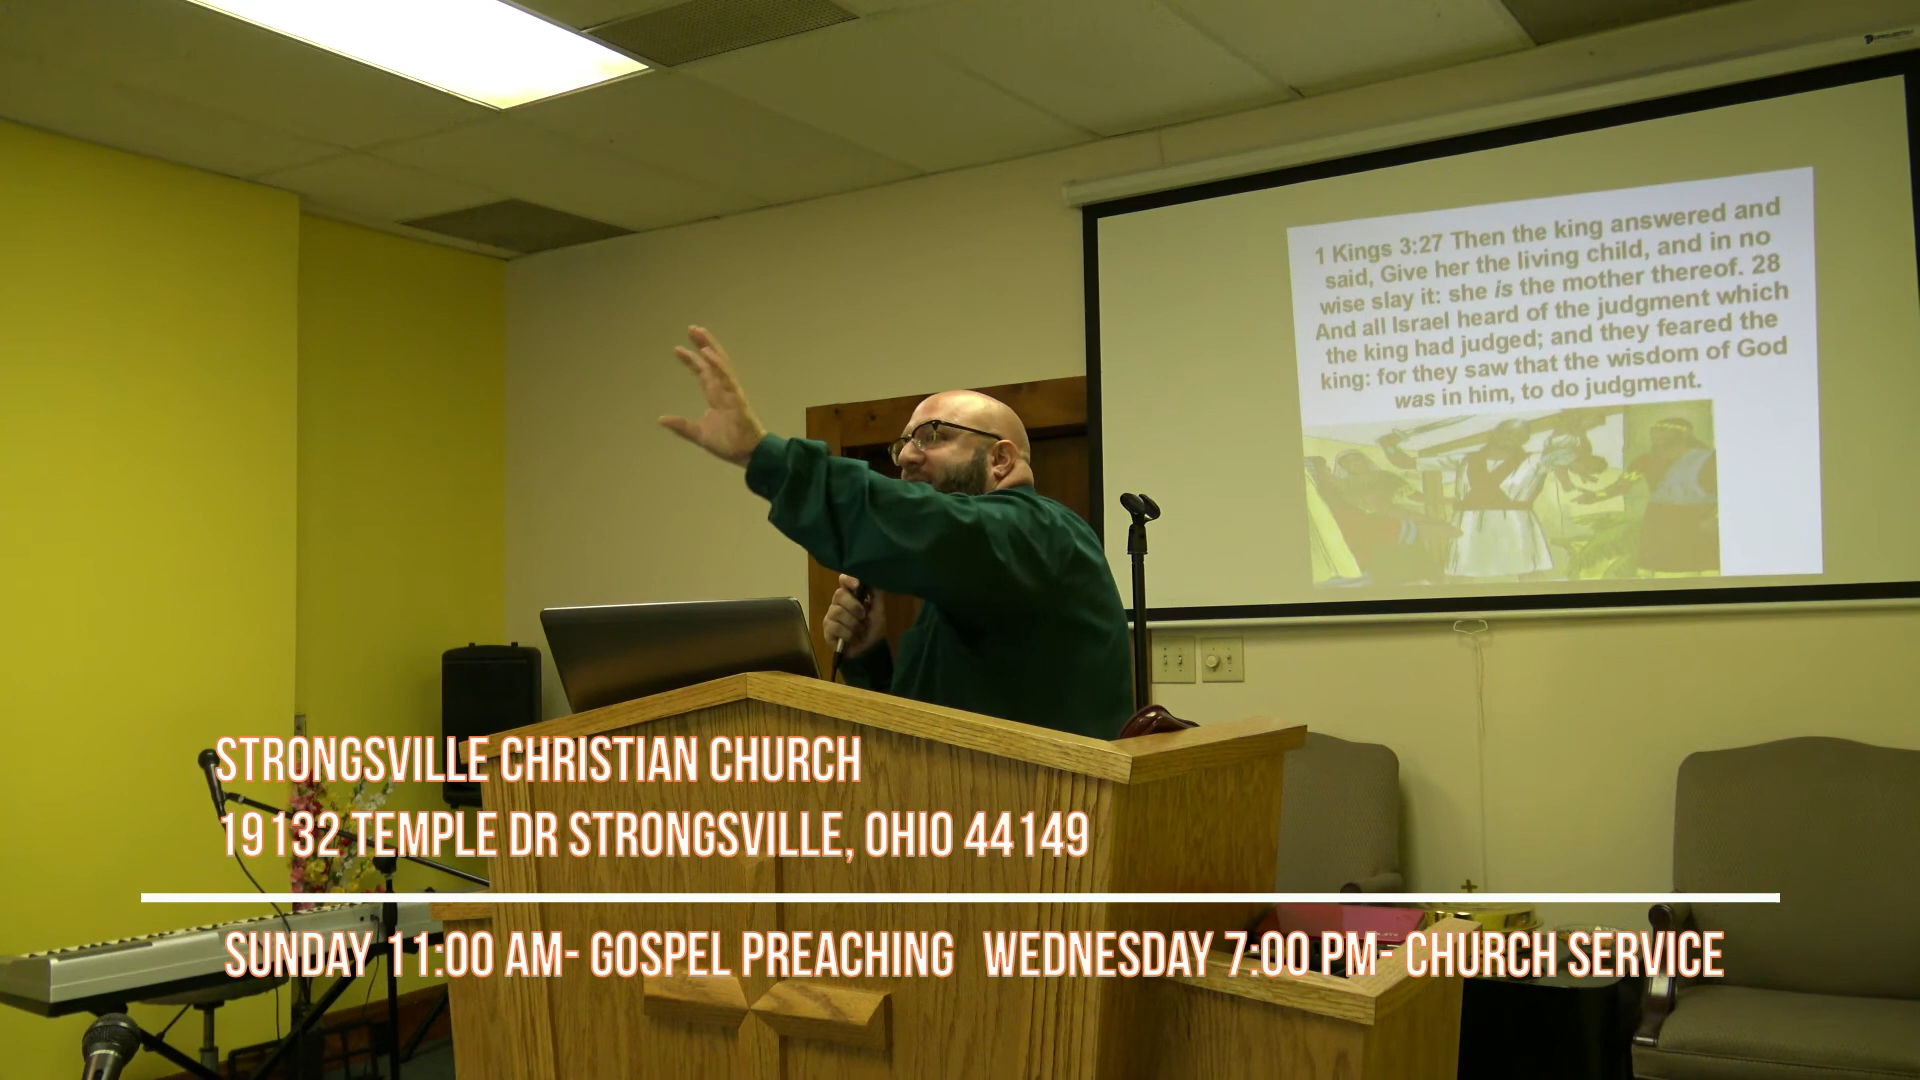 1 Kings 3:27 Then the king answered and
said, Give her the living child, and in no
wise slay it: she is the mother thereof. 28
And all Israel heard of the judgment which
the king had judged; and they feared the
king: for they saw that the wisdom of God
was in him, to do judgment.
STRONGSVILLE CHRISTIAN CHURCH
19132 TEMPLE DR STRONGSVILLE, OHIO 44149
SUNDAY 11:00 AM- GOSPEL PREACHING WEDNESDAY 7:00 PM- CHURCH SERVICE